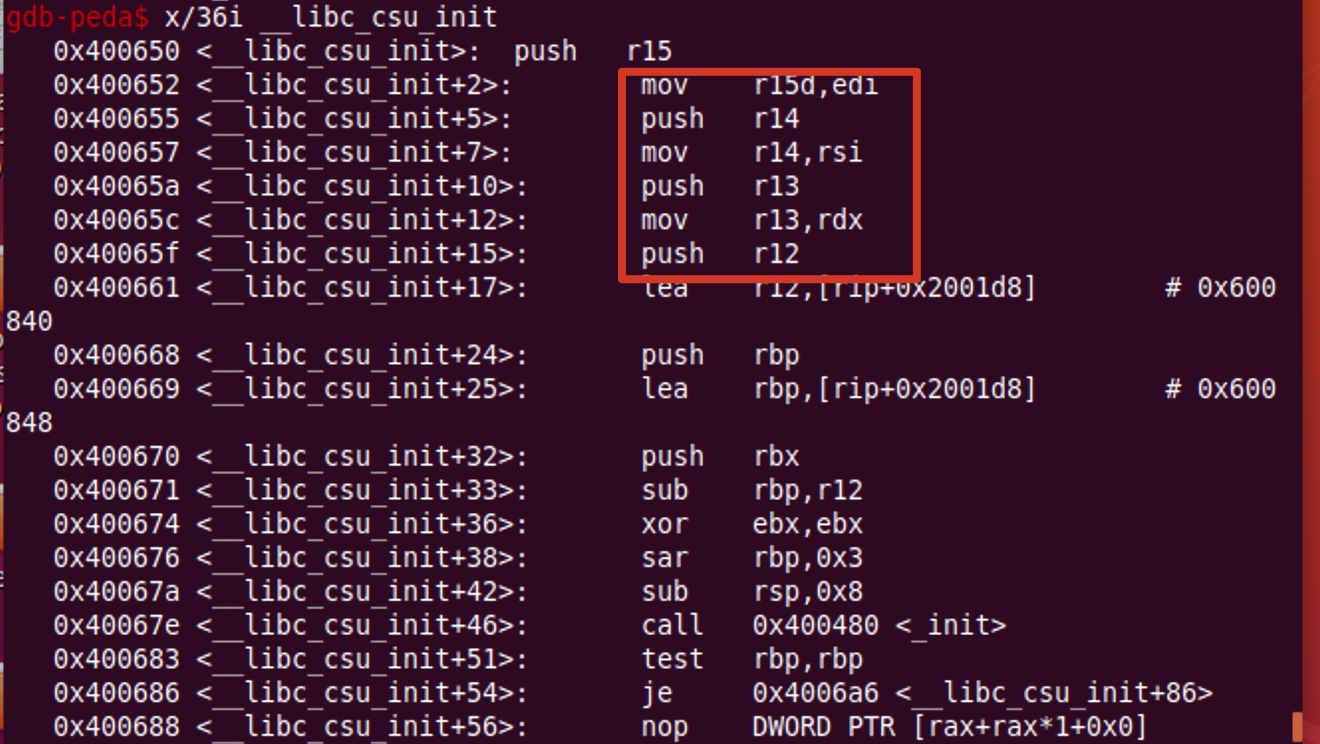 gdb-peda$ x/36i __libc_csu_init
0x400650 <__libc_csu_init>: push r15
0x400652 <__libc_csu_init+2>: mov r15d,edi
0x400655 <__libc_csu_init+5>: push r14
0x400657 <__libc_csu_init+7>: mov r14,rsi
0x40065a <__libc_csu_init+10>: push r13
0x40065c <__libc_csu_init+12>: mov r13,rdx
0x40065f <__libc_csu_init+15>: push r12
0x400661 <__libc_csu_init+17>: lea r12,[rip+0x2001d8] # 0x600
840
0x400668 <__libc_csu_init+24>: push rbp
0x400669 <__libc_csu_init+25>: lea rbp,[rip+0x2001d8] # 0x600
848
0x400670 <__libc_csu_init+32>: push rbx
0x400671 <__libc_csu_init+33>: sub rbp,r12
0x400674 <__libc_csu_init+36>: xor ebx,ebx
0x400676 <__libc_csu_init+38>: sar rbp,0x3
0x40067a <__libc_csu_init+42>: sub rsp,0x8
0x40067e <__libc_csu_init+46>: call 0x400480 <_init>
0x400683 <__libc_csu_init+51>: test rbp,rbp
0x400686 <__libc_csu_init+54>: je 0x4006a6 <__libc_csu_init+86>
0x400688 <__libc_csu_init+56>: nop DWORD PTR [rax+rax*1+0x0]